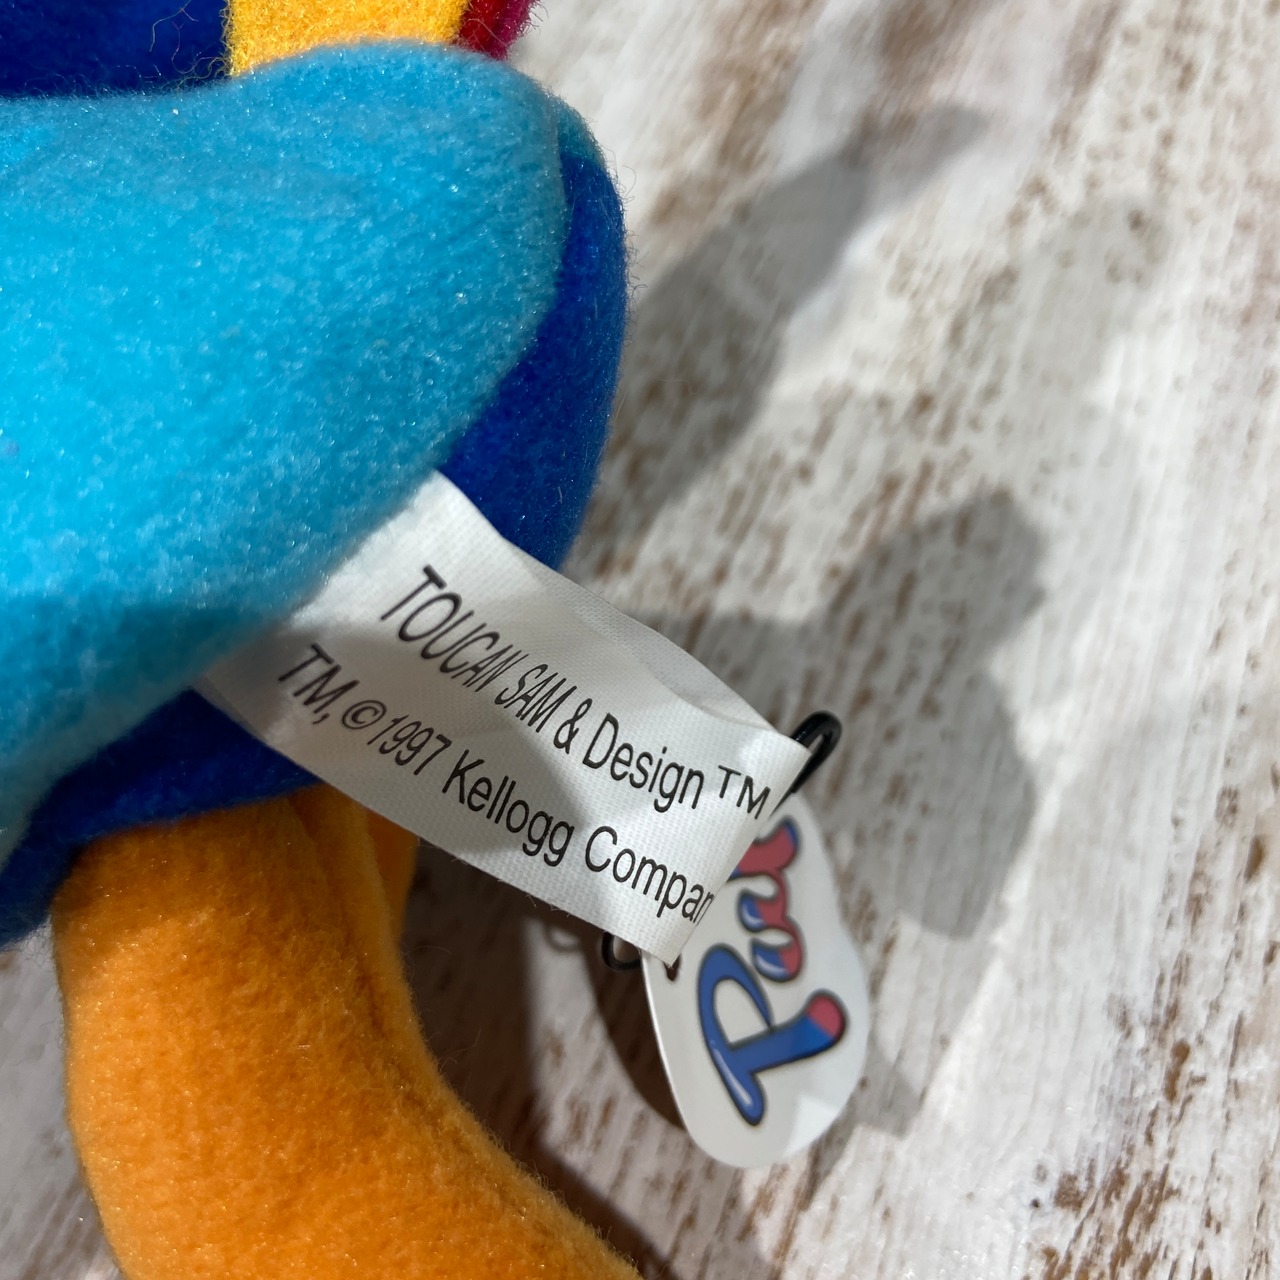 TOUCAN SAM & Design ™
TM, ©1997 Kellogg Compan